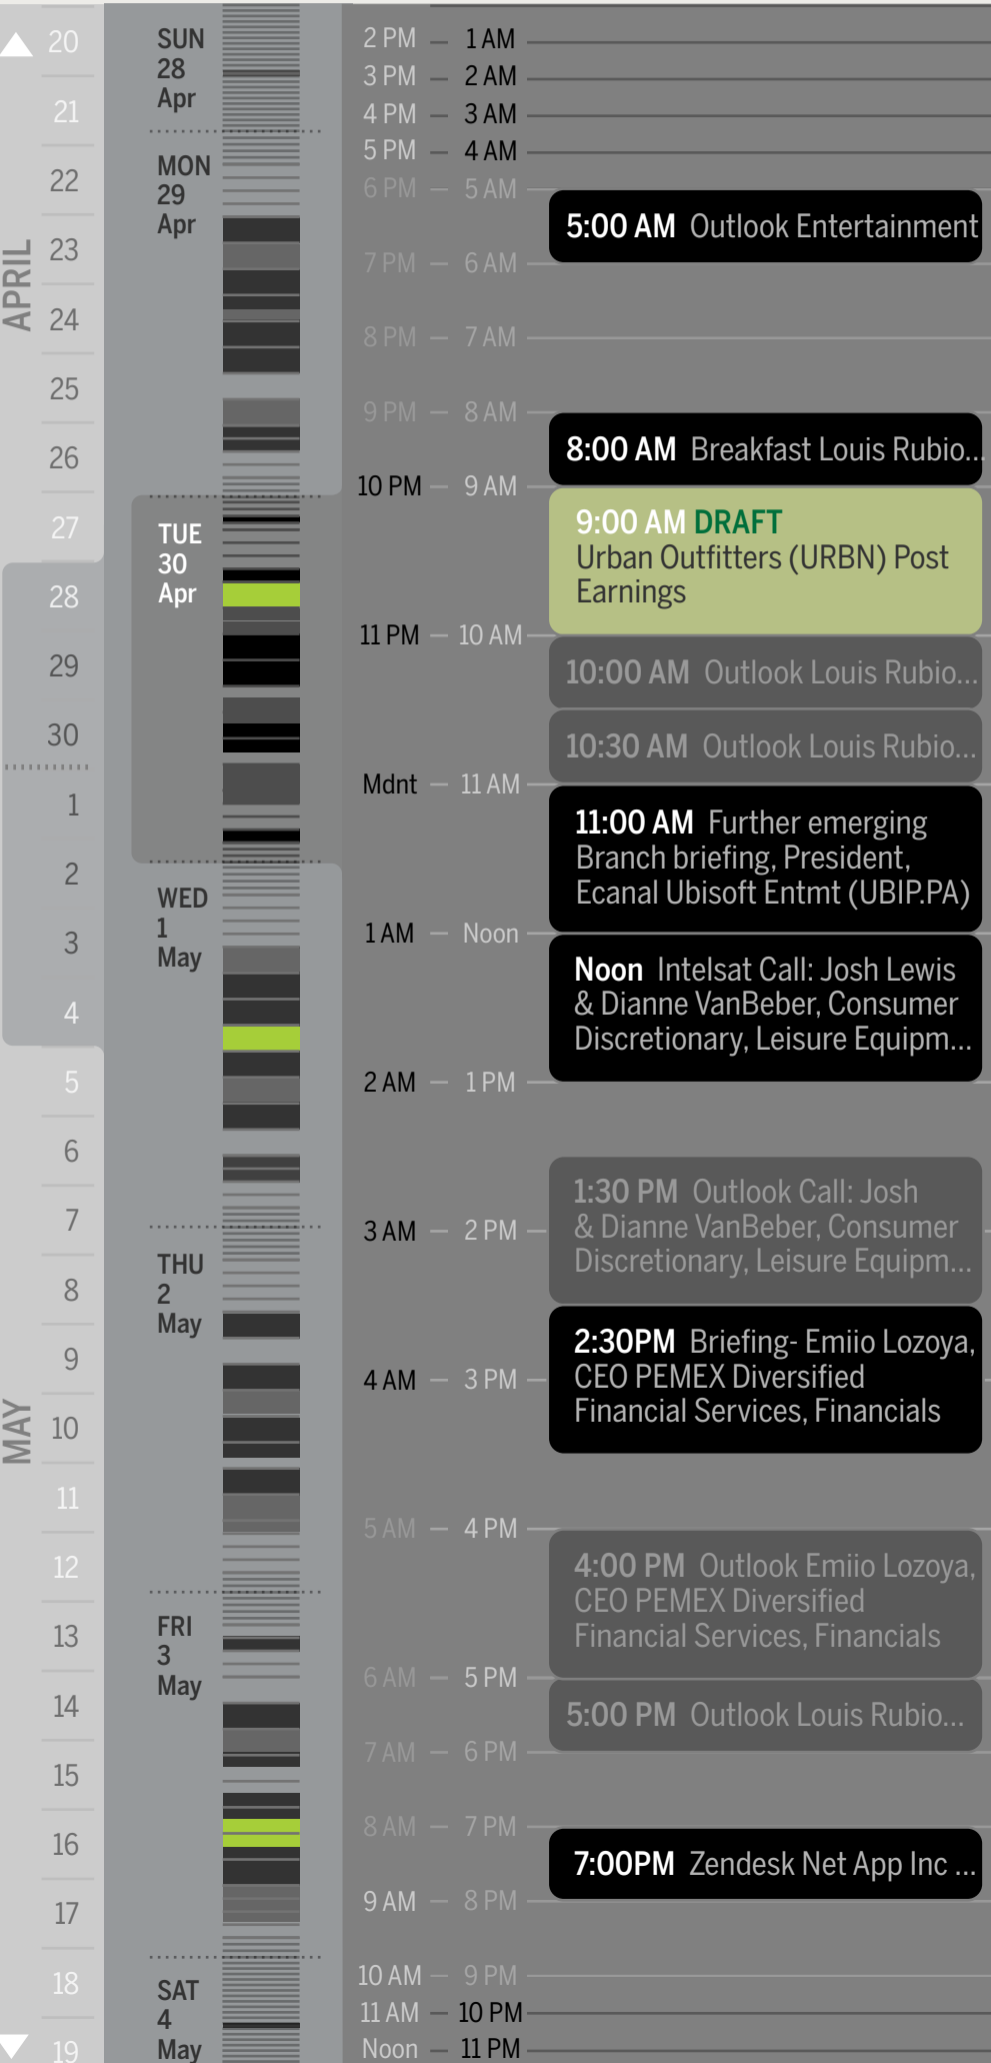 APRIL
20
21
22
23
24
25
26
27
28
29
30
1
2
3
4
5
6
7
8
9
10
11
12
13
14
15
16
17
18
19
MAY
SUN
28
Apr
MON
29
Apr
TUE
30
Apr
WED
1
May
THU
2
May
FRI
3
May
SAT
4
May
2 PM 1 AM
3 PM 2 AM
4 PM 3 AM
5 PM 4 AM
6 PM 5 AM
5:00 AM Outlook Entertainment
7 PM 6 AM
8 PM 7 AM
9 PM 8 AM
8:00 AM Breakfast Louis Rubio...
10 PM 9 AM
9:00 AM DRAFT
Urban Outfitters (URBN) Post
Earnings
11 PM 10 AM
10:00 AM Outlook Louis Rubio...
10:30 AM Outlook Louis Rubio...
Mdnt 11 AM
11:00 AM Further emerging
Branch briefing, President,
Ecanal Ubisoft Entmt (UBIP.PA)
1 AM Noon
Noon Intelsat Call: Josh Lewis
& Dianne VanBeber, Consumer
Discretionary, Leisure Equipm...
2 AM 1 PM
1:30 PM Outlook Call: Josh
& Dianne VanBeber, Consumer
Discretionary, Leisure Equipm...
3 AM 2 PM
2:30PM Briefing- Emiio Lozoya,
CEO PEMEX Diversified
Financial Services, Financials
4 AM 3 PM
5 AM 4 PM
4:00 PM Outlook Emiio Lozoya,
CEO PEMEX Diversified
Financial Services, Financials
6 AM 5 PM
5:00 PM Outlook Louis Rubio...
7 AM 6 PM
8 AM 7 PM
7:00PM Zendesk Net App Inc ...
9 AM 8 PM
10 AM 9 PM
11 AM 10 PM
Noon 11 PM